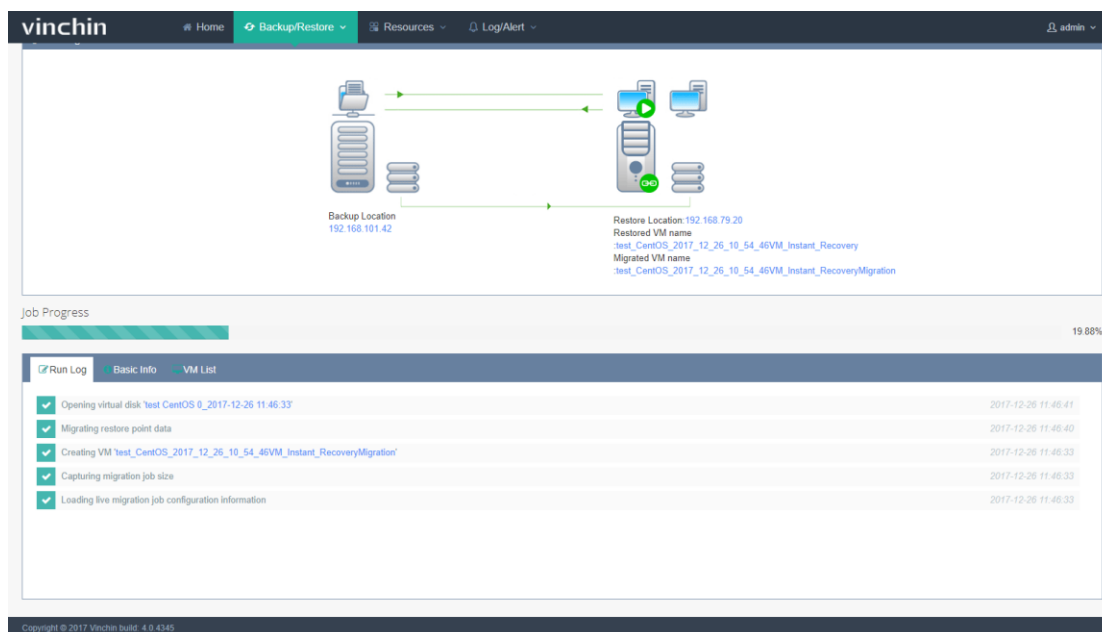 vinchin
Home
Backup/Restore
Resources
Log/Alert
admin
Backup Location
192.168.101.42
Restore Location:192.168.79.20
Restored VM name
:test_CentOS_2017_12_26_10_54_46VM_Instant_Recovery
Migrated VM name
:test_CentOS_2017_12_26_10_54_46VM_Instant_RecoveryMigration
Job Progress
19.88%
Run Log Basic Info VM List
Opening virtual disk 'test CentOS 0_2017-12-26 11:46:33' 2017-12-26 11:46:41
Migrating restore point data 2017-12-26 11:46:40
Creating VM 'test_CentOS_2017_12_26_10_54_46VM_Instant_RecoveryMigration' 2017-12-26 11:46:33
Capturing migration job size 2017-12-26 11:46:33
Loading live migration job configuration information 2017-12-26 11:46:33
Copyright © 2017 Vinchin build: 4.0.4345